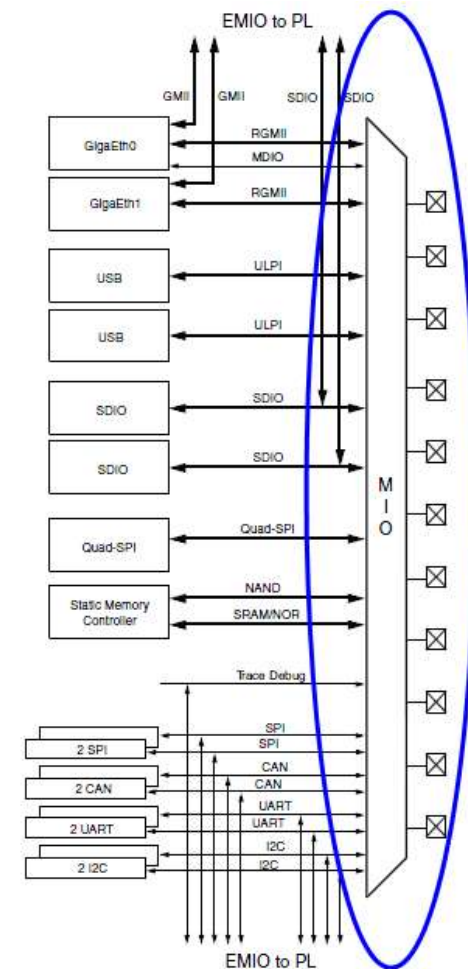 EMIO to PL
GMII
GMII
SDIO
SDIO
GigaEth0
RGMII
MDIO
GigaEth1
RGMII
USB
ULPI
USB
ULPI
SDIO
SDIO
SDIO
SDIO
M
I
O
Quad-SPI
Quad-SPI
Static Memory
Controller
NAND
SRAM/NOR
Trace Debug
2 SPI
SPI
SPI
2 CAN
CAN
CAN
2 UART
UART
UART
2 I2C
I2C
I2C
EMIO to PL